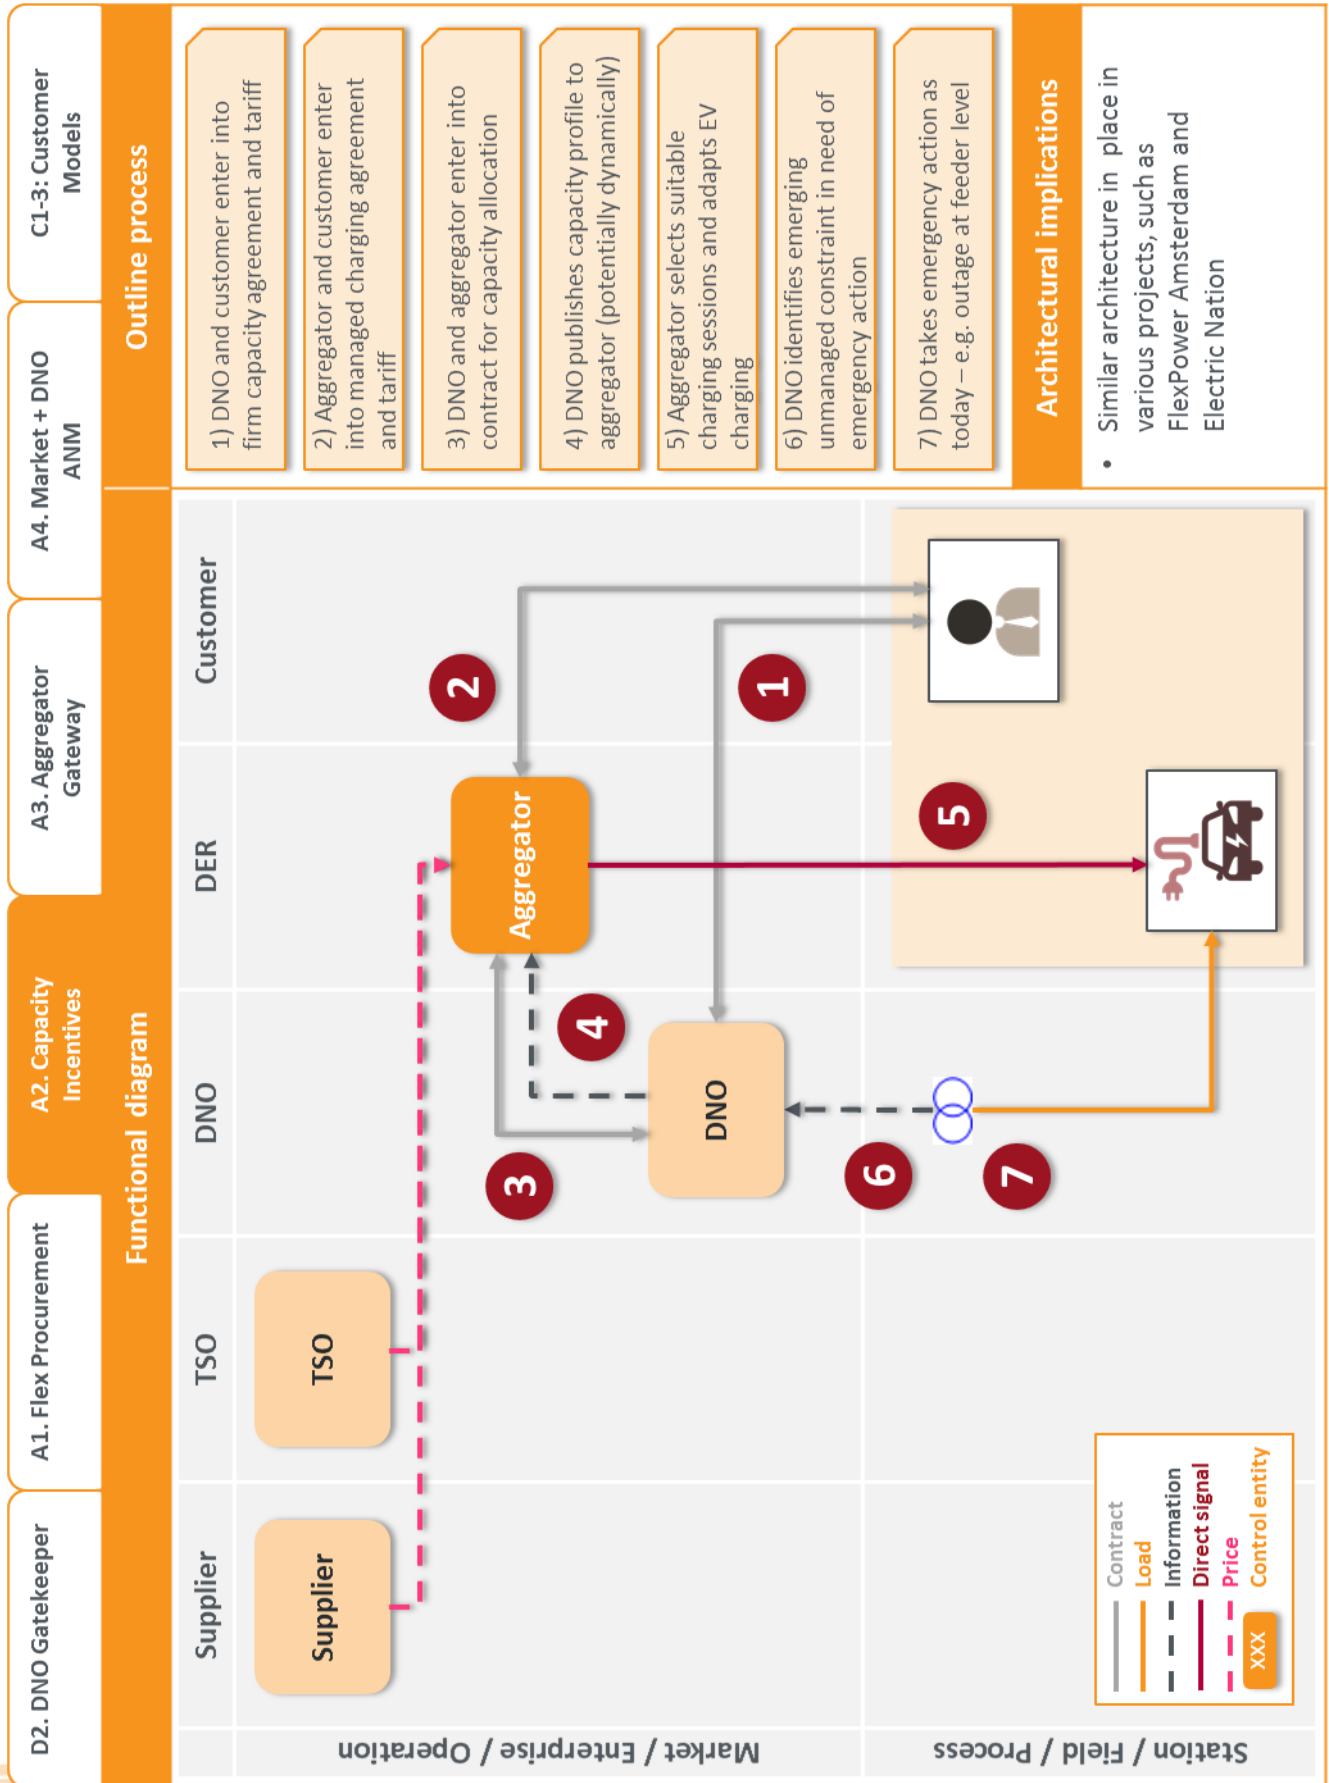 D2. DNO Gatekeeper
A1. Flex Procurement
A2. Capacity
Incentives
A3. Aggregator
Gateway
A4. Market + DNO
ANM
C1-3: Customer
Models
Functional diagram
Outline process
Supplier
TSO
DNO
DER
Customer
Market / Enterprise / Operation
Station / Field / Process
Supplier
TSO
Aggregator
DNO
1
2
3
4
5
6
7
Contract
Load
Information
Direct signal
Price
XXX
Control entity
1) DNO and customer enter into
firm capacity agreement and tariff
2) Aggregator and customer enter
into managed charging agreement
and tariff
3) DNO and aggregator enter into
contract for capacity allocation
4) DNO publishes capacity profile to
aggregator (potentially dynamically)
5) Aggregator selects suitable
charging sessions and adapts EV
charging
6) DNO identifies emerging
unmanaged constraint in need of
emergency action
7) DNO takes emergency action as
today – e.g. outage at feeder level
Architectural implications
• Similar architecture in place in
various projects, such as
FlexPower Amsterdam and
Electric Nation